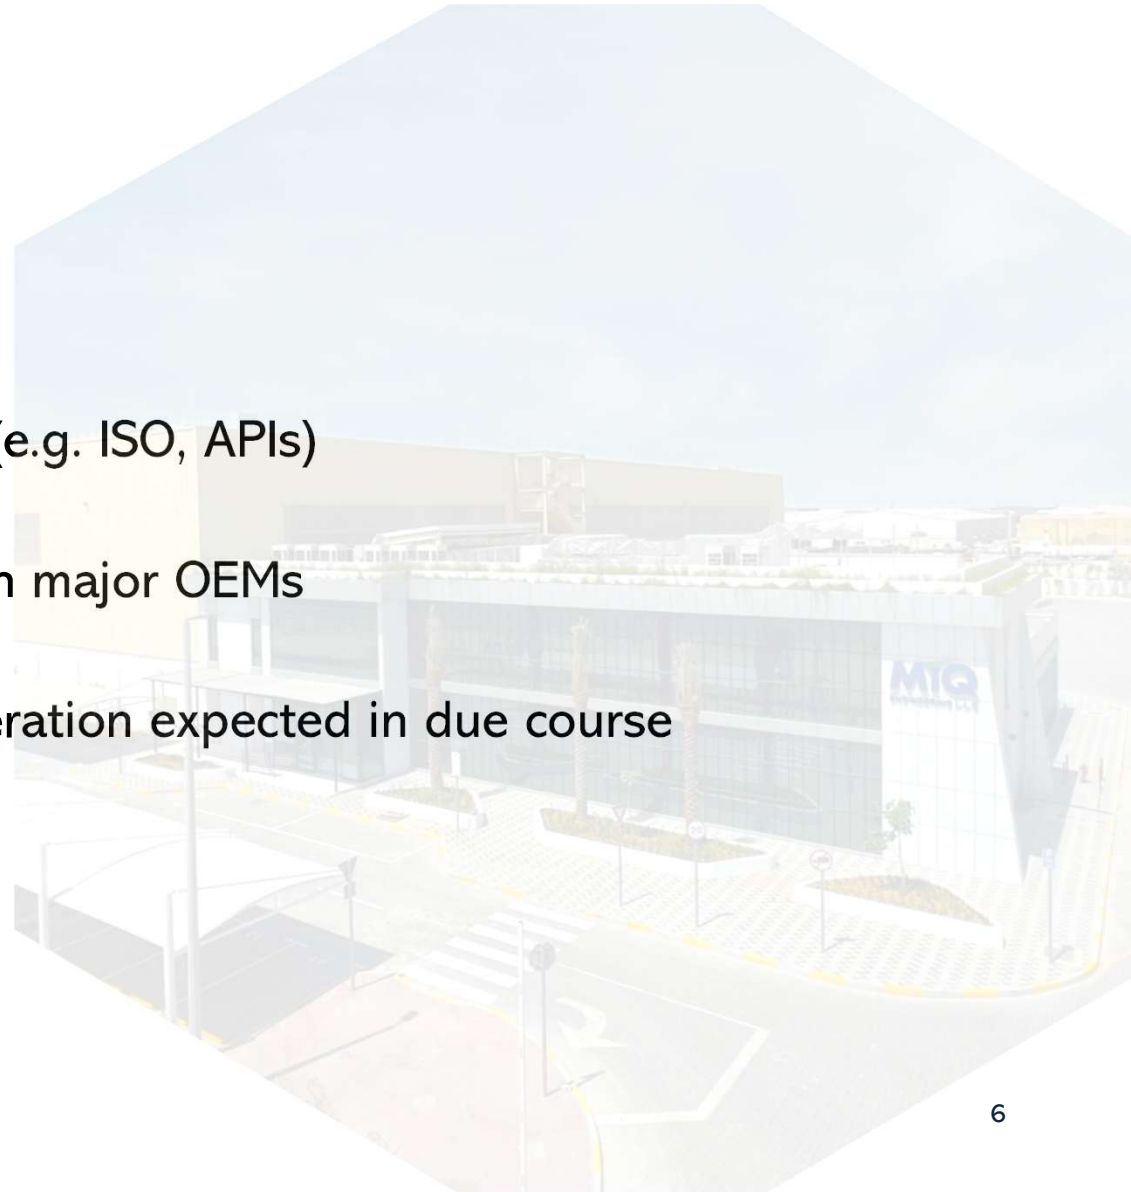 (e.g. ISO, APIs)
n major OEMs
eration expected in due course
MTQ
6